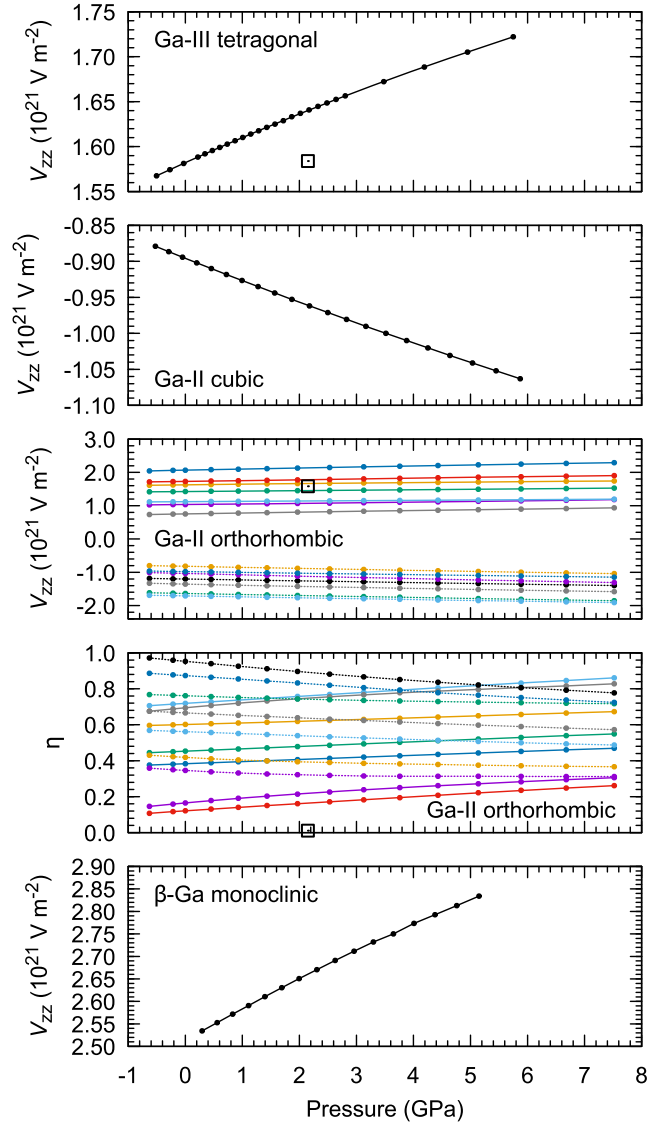 1.75
Ga-III tetragonal
1.70
1.65
1.60
1.55
V_zz (10^21 V m^-2)
-0.85
-0.90
-0.95
-1.00
-1.05
-1.10
V_zz (10^21 V m^-2)
Ga-II cubic
3.0
2.0
1.0
0.0
-1.0
-2.0
V_zz (10^21 V m^-2)
Ga-II orthorhombic
1.0
0.8
0.6
0.4
0.2
0.0
η
Ga-II orthorhombic
2.90
2.85
2.80
2.75
2.70
2.65
2.60
2.55
2.50
V_zz (10^21 V m^-2)
β-Ga monoclinic
-1 0 1 2 3 4 5 6 7 8
Pressure (GPa)